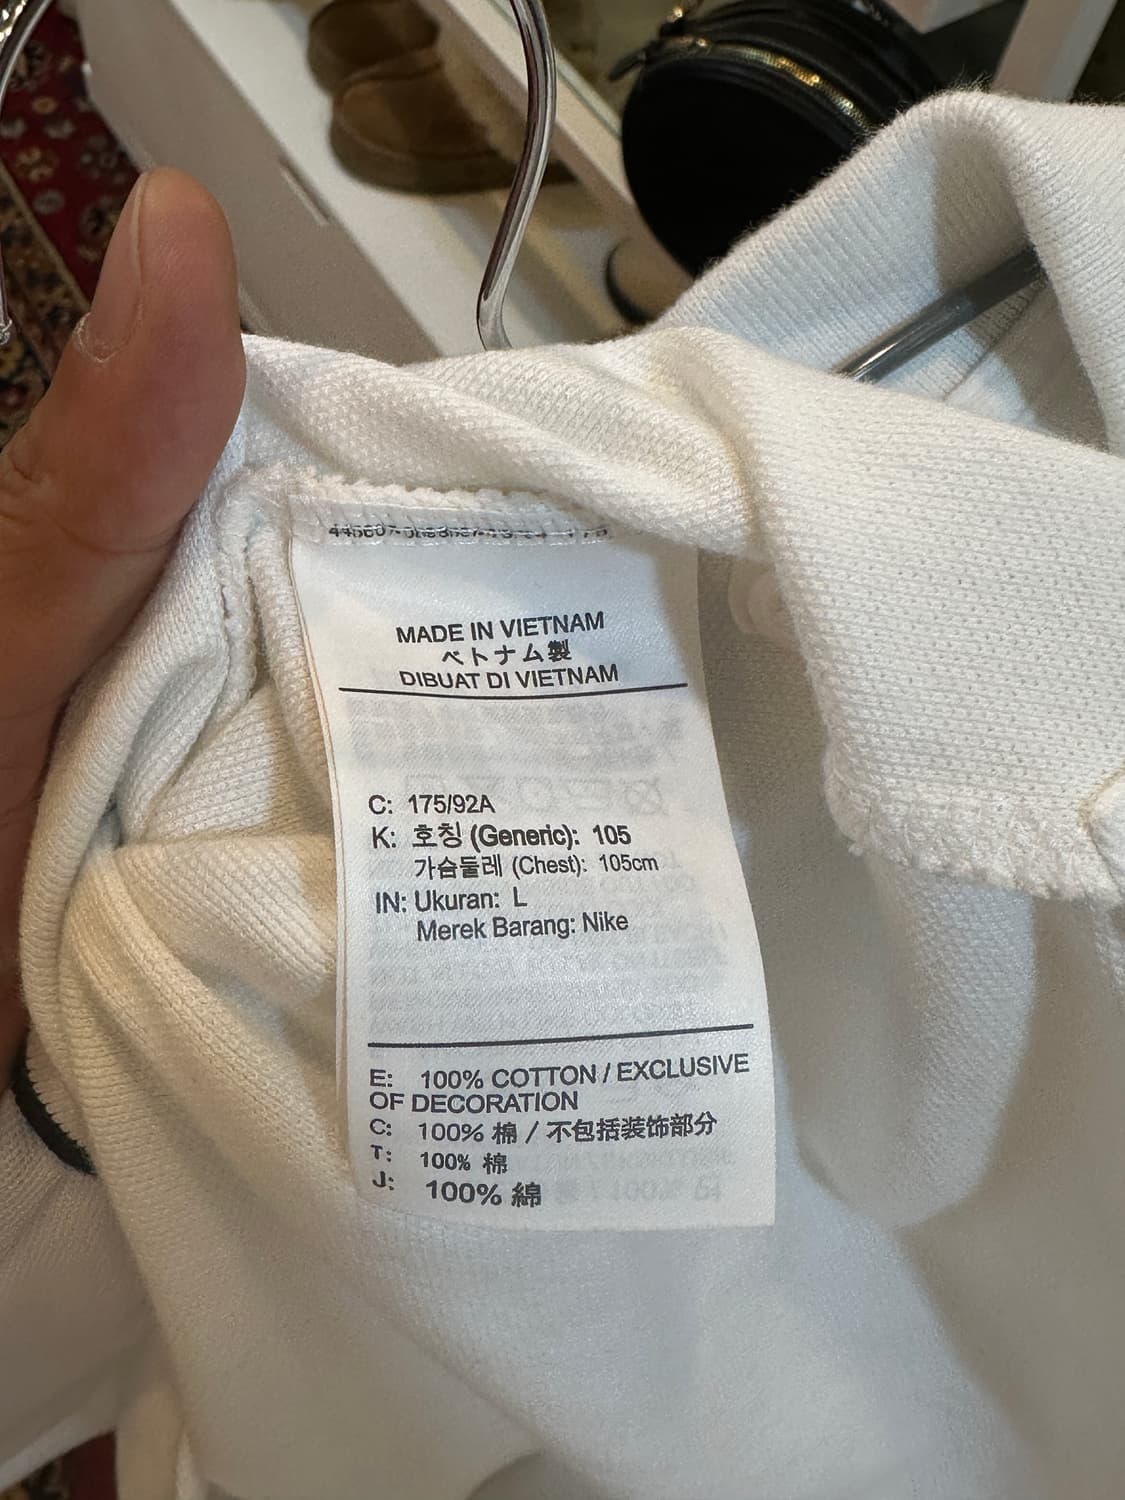 MADE IN VIETNAM
ベトナム製
DIBUAT DI VIETNAM
C: 175/92A
K: 호칭 (Generic): 105
가슴둘레 (Chest): 105cm
IN: Ukuran: L
Merek Barang: Nike
E: 100% COTTON / EXCLUSIVE
OF DECORATION
C: 100% 棉 / 不包括装饰部分
T: 100% 棉
J: 100% 綿